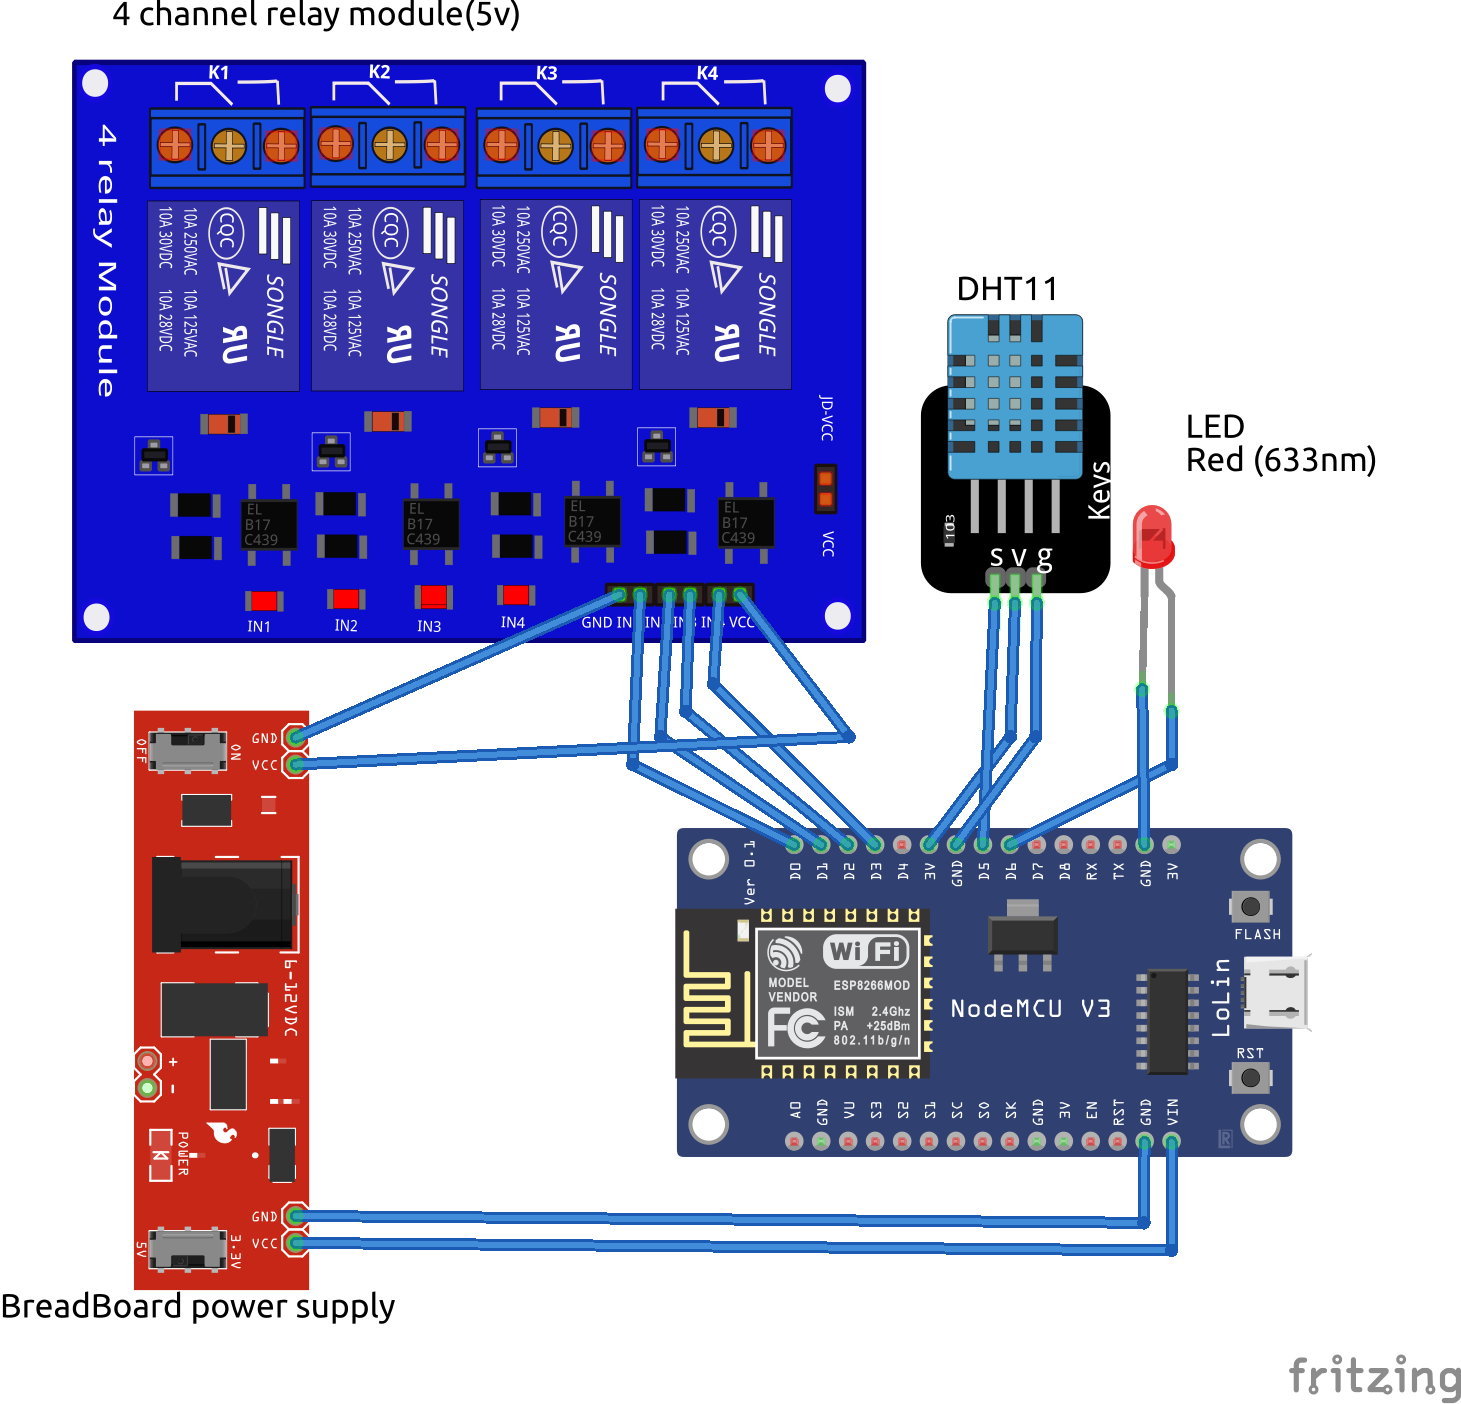 4 channel relay module(5v)
K1 K2 K3 K4
4 relay Module
10A 250VAC 10A 125VAC
10A 30VDC 10A 28VDC
CQC
SONGLE
10A 250VAC 10A 125VAC
10A 30VDC 10A 28VDC
CQC
SONGLE
10A 250VAC 10A 125VAC
10A 30VDC 10A 28VDC
CQC
SONGLE
10A 250VAC 10A 125VAC
10A 30VDC 10A 28VDC
CQC
SONGLE
JD-VCC
VCC
EL
B17
C439
EL
B17
C439
EL
B17
C439
EL
B17
C439
IN1 IN2 IN3 IN4
GND VCC
DHT11
Keys
103
s v g
LED
Red (633nm)
OFF
ON
GND
VCC
6-12VDC
+
-
POWER
GND
VCC
5V
3.3V
BreadBoard power supply
Ver 0.1
D0 D1 D2 D3 D4 3V GND D5 D6 D7 D8 RX TX GND 3V
FLASH
WiFi
MODEL
VENDOR
ESP8266MOD
FC
ISM 2.4Ghz
PA +25dBm
802.11b/g/n
NodeMCU V3
LoLin
RST
A0 GND VU S3 S2 S1 SC S0 SK GND 3V EN RST GND VIN
fritzing